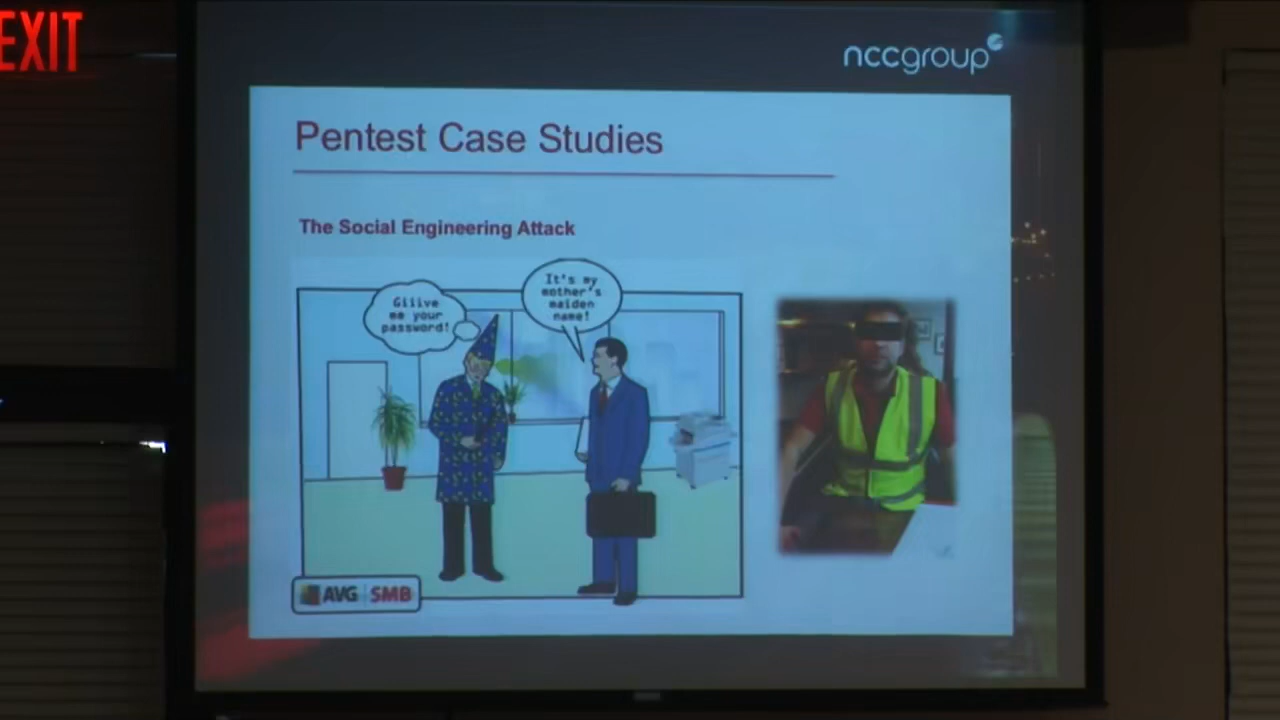 EXIT
nccgroup
Pentest Case Studies
The Social Engineering Attack
Giiive
me your
password!
It's my
mother's
maiden
name!
AVG SMB